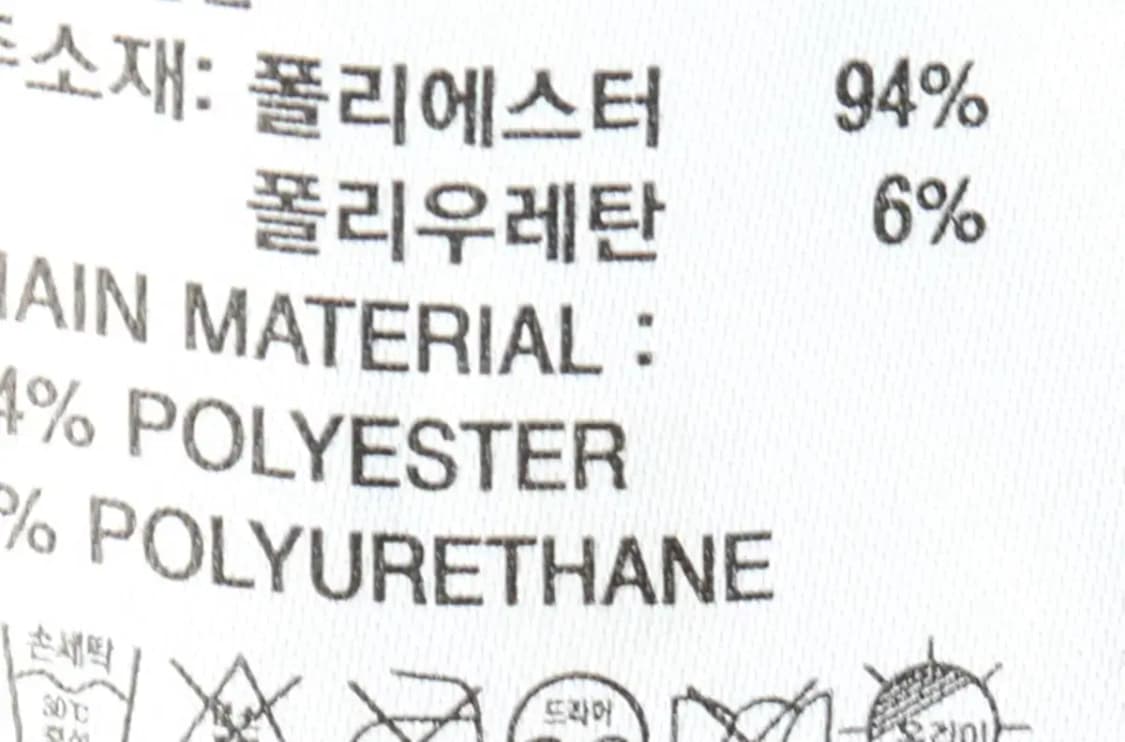 소재: 폴리에스터 94%
폴리우레탄 6%
MAIN MATERIAL :
4% POLYESTER
% POLYURETHANE
손세탁
30℃
드라이